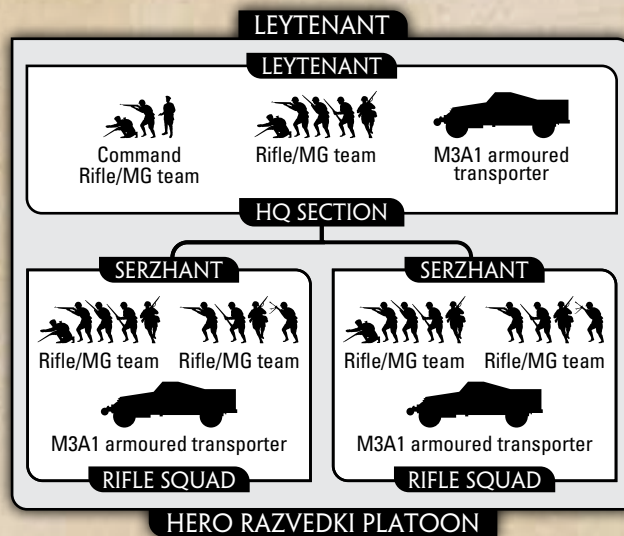 LEYTENANT
LEYTENANT
Command
Rifle/MG team
Rifle/MG team
M3A1 armoured
transporter
HQ SECTION
SERZHANT
Rifle/MG team
Rifle/MG team
M3A1 armoured transporter
RIFLE SQUAD
SERZHANT
Rifle/MG team
Rifle/MG team
M3A1 armoured transporter
RIFLE SQUAD
HERO RAZVEDKI PLATOON